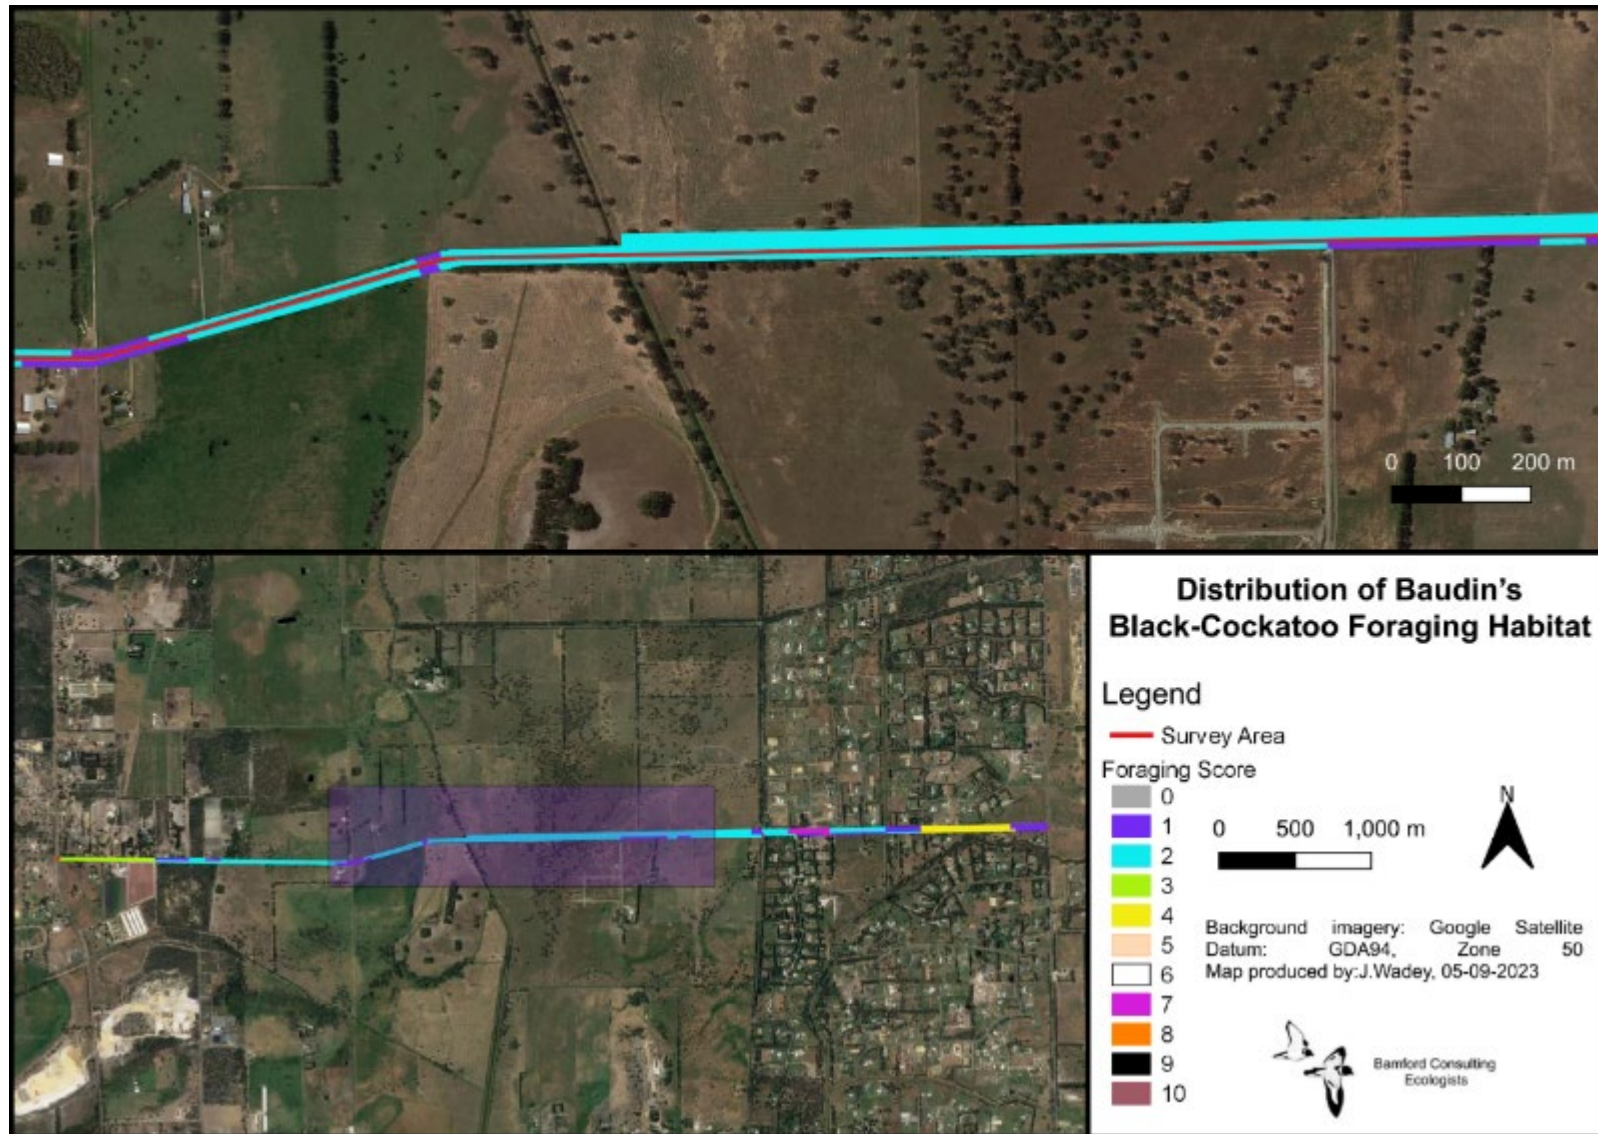 0 100 200 m
Distribution of Baudin's
Black-Cockatoo Foraging Habitat
Legend
Survey Area
Foraging Score
0
1
2
3
4
5
6
7
8
9
10
0 500 1,000 m
N
Background imagery: Google Satellite
Datum: GDA94, Zone 50
Map produced by:J.Wadey, 05-09-2023
Bamford Consulting
Ecologists